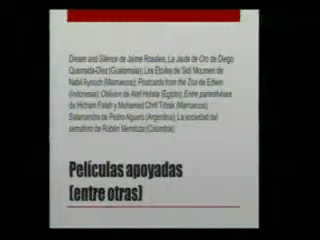 Dream and Silence de Jaime Rosales; La Jaula de Oro de Diego
Quemada-Diez (Guatemala); Les Étoiles de Sidi Moumen de
Nabil Ayouch (Marruecos); Postcards from the Zoo de Edwin
(Indonesia); Oblivion de Atef Hetata (Egipto); Entre parenthèses
de Hicham Falah y Mohamed Chrif Tribak (Marruecos);
Salamandra de Pedro Aguero (Argentina); La sociedad del
semaforo de Rubén Mendoza (Colombia).
Películas apoyadas
(entre otras)